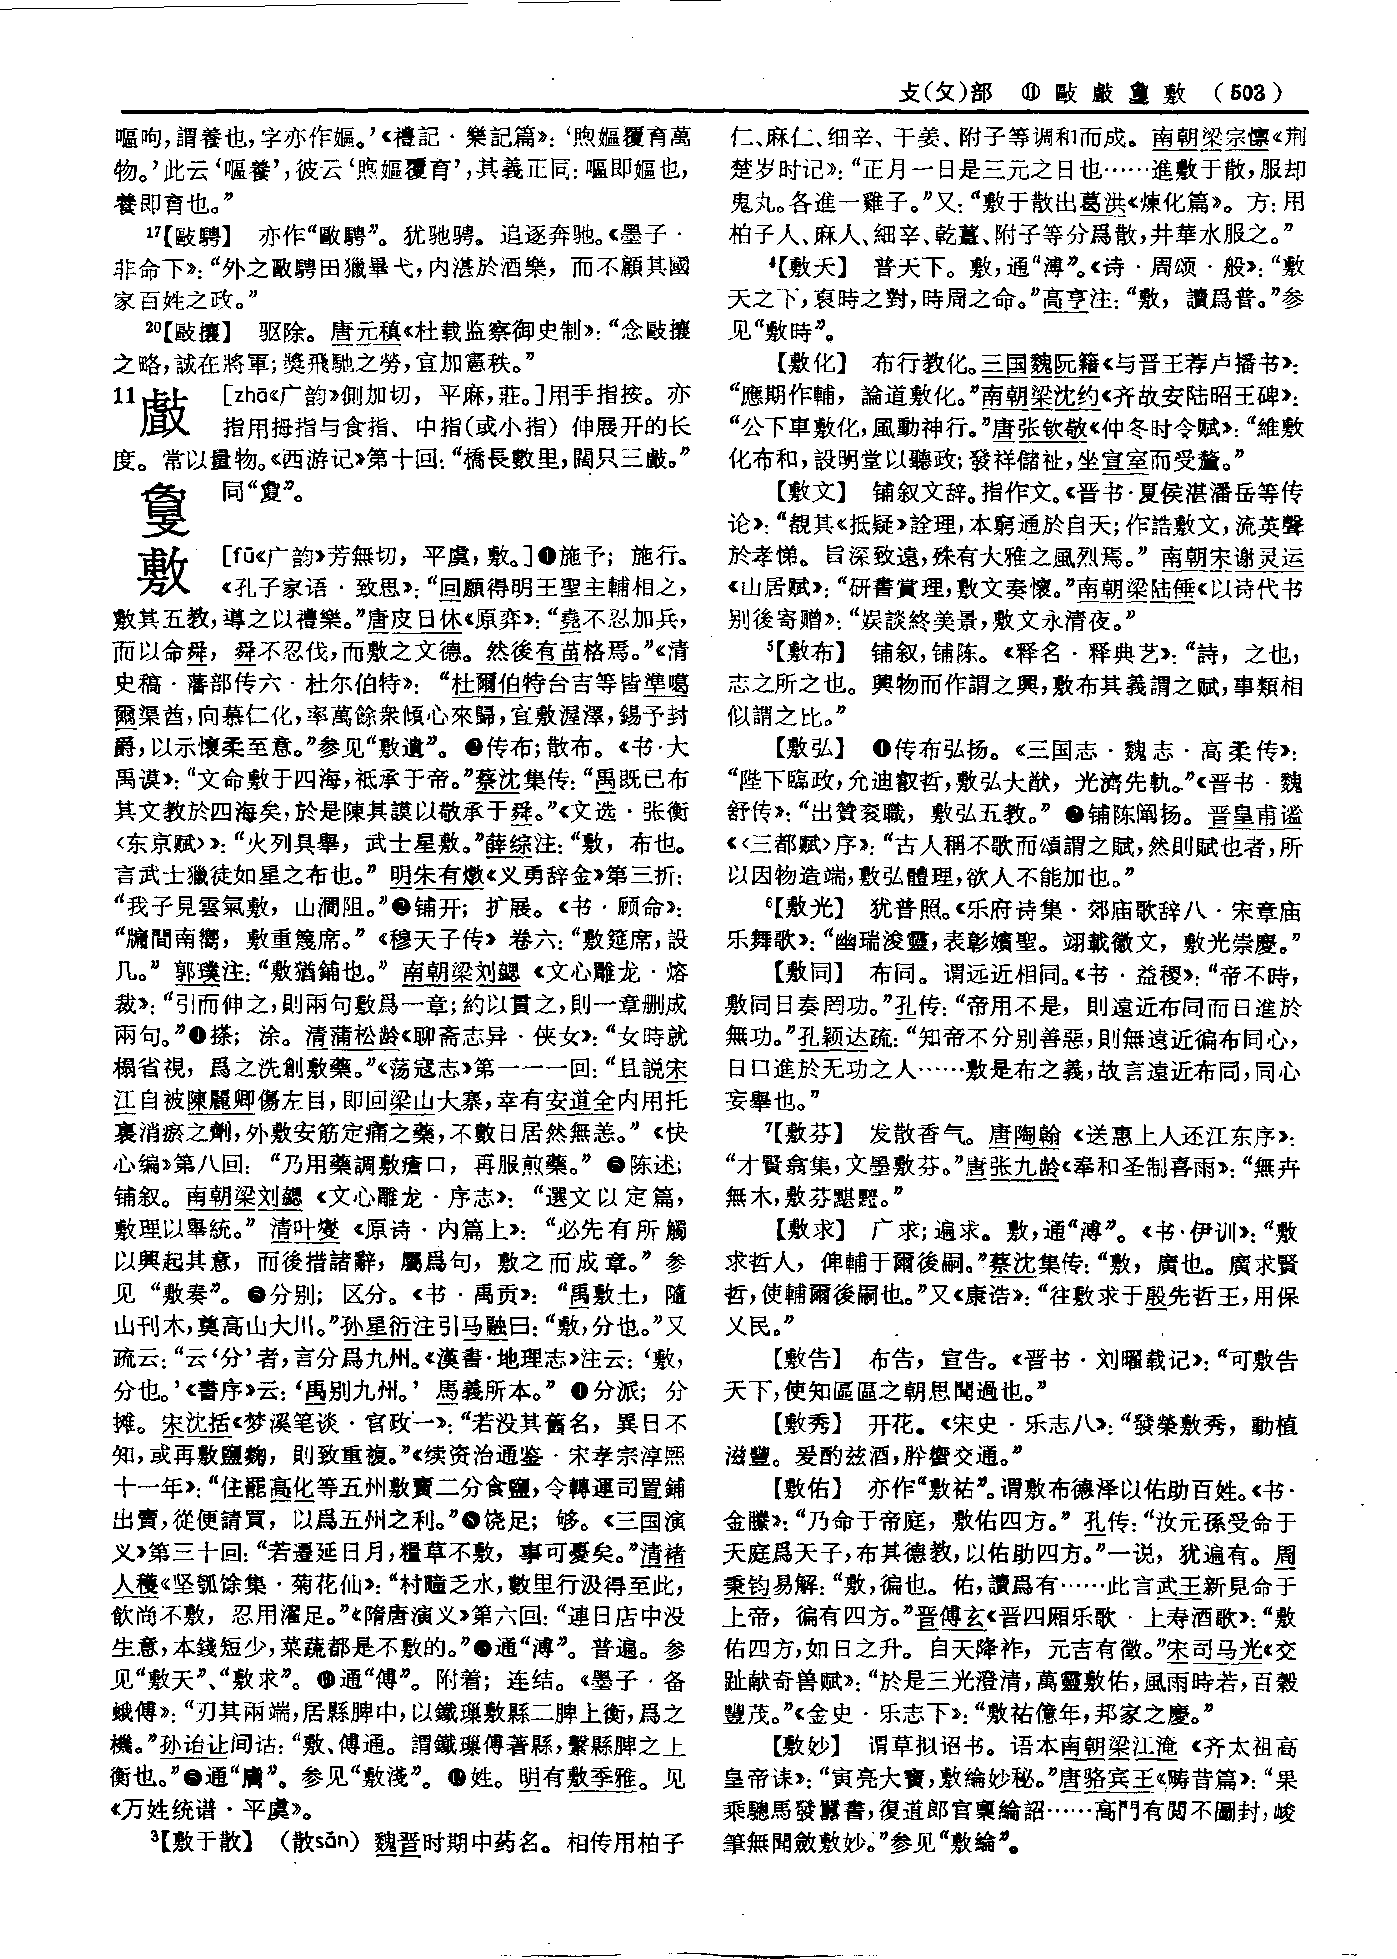 攴(攵)部 ⑪ 敺 敱 敻 敷 (503)
嘔呴,謂養也,字亦作嫗。’《禮記·樂記篇》:‘煦嫗覆育萬
物。’此云‘嘔養’,彼云‘煦嫗覆育’,其義正同:嘔即嫗也,
養即育也。”
17【敺騁】 亦作“毆騁”。犹驰骋。追逐奔驰。《墨子·
非命下》:“外之毆騁田獵畢弋,内湛於酒樂,而不顧其國
家百姓之政。”
20【敺攘】 驱除。唐元稹《杜载监察御史制》:“念敺攘
之略,誠在將軍;獎飛馳之勞,宜加憲秩。”
11 㪥 [zhā《广韵》側加切,平麻,莊。]用手指按。亦
指用拇指与食指、中指(或小指)伸展开的长
度。常以量物。《西游记》第十回:“橋長數里,闊只三㪥。”
同“敻”。
敷 [fū《广韵》芳無切,平虞,敷。]❶施予;施行。
《孔子家语·致思》:“回願得明王聖主輔相之,
敷其五教,導之以禮樂。”唐皮日休《原弈》:“堯不忍加兵,
而以命舜,舜不忍伐,而敷之文德。然後有苗格焉。”《清
史稿·藩部传六·杜尔伯特》:“杜爾伯特台吉等皆準噶
爾渠酋,向慕仁化,率萬餘衆傾心來歸,宜敷渥澤,錫予封
爵,以示懷柔至意。”参见“敷遺”。❷传布;散布。《书·大
禹谟》:“文命敷于四海,祗承于帝。”蔡沈集传:“禹既已布
其文教於四海矣,於是陳其謨以敬承于舜。”《文选·张衡
〈东京赋〉》:“火列具舉,武士星敷。”薛综注:“敷,布也。
言武士獵徒如星之布也。”明朱有燉《义勇辞金》第三折:
“我子見雲氣敷,山澗阻。”❸铺开;扩展。《书·顾命》:
“牖間南嚮,敷重篾席。”《穆天子传》卷六:“敷筵席,設
几。”郭璞注:“敷猶鋪也。”南朝梁刘勰《文心雕龙·熔
裁》:“引而伸之,則兩句敷爲一章;約以貫之,則一章删成
兩句。”❹搽;涂。清蒲松龄《聊斋志异·侠女》:“女時就
榻省視,爲之洗創敷藥。”《荡寇志》第一一一回:“且説宋
江自被陳麗卿傷左目,即回梁山大寨,幸有安道全内用托
裏消瘀之劑,外敷安筋定痛之藥,不數日居然無恙。”《快
心编》第八回:“乃用藥調敷瘡口,再服煎藥。”❺陈述;
铺叙。南朝梁刘勰《文心雕龙·序志》:“選文以定篇,
敷理以舉統。”清叶燮《原诗·内篇上》:“必先有所觸
以興起其意,而後措諸辭,屬爲句,敷之而成章。”参
见“敷奏”。❻分别;区分。《书·禹贡》:“禹敷土,隨
山刊木,奠高山大川。”孙星衍注引马融曰:“敷,分也。”又
疏云:“云‘分’者,言分爲九州。《漢書·地理志》注云:‘敷,
分也。’《書序》云:‘禹别九州。’馬義所本。”❼分派;分
摊。宋沈括《梦溪笔谈·官政一》:“若没其舊名,異日不
知,或再敷鹽麴,則致重複。”《续资治通鉴·宋孝宗淳熙
十一年》:“住罷高化等五州敷賣二分食鹽,令轉運司置鋪
出賣,從便請買,以爲五州之利。”❽饶足;够。《三国演
义》第三十回:“若遷延日月,糧草不敷,事可憂矣。”清褚
人穫《坚瓠馀集·菊花仙》:“村疃乏水,數里行汲得至此,
飲尚不敷,忍用濯足。”《隋唐演义》第六回:“連日店中没
生意,本錢短少,菜蔬都是不敷的。”❾通“溥”。普遍。参
见“敷天”、“敷求”。❿通“傅”。附着;连结。《墨子·备
蛾傅》:“刃其兩端,居縣脾中,以鐵璅敷縣二脾上衡,爲之
機。”孙诒让间诂:“敷、傅通。謂鐵璅傅著縣,繫縣脾之上
衡也。”⓫通“膚”。参见“敷淺”。⓬姓。明有敷季雅。见
《万姓统谱·平虞》。
3【敷于散】 (散sǎn)魏晋时期中药名。相传用柏子
仁、麻仁、细辛、干姜、附子等调和而成。南朝梁宗懔《荆
楚岁时记》:“正月一日是三元之日也……進敷于散,服却
鬼丸。各進一雞子。”又:“敷于散出葛洪《煉化篇》。方:用
柏子人、麻人、細辛、乾薑、附子等分爲散,井華水服之。”
4【敷天】 普天下。敷,通“溥”。《诗·周颂·般》:“敷
天之下,裒時之對,時周之命。”高亨注:“敷,讀爲普。”参
见“敷時”。
【敷化】 布行教化。三国魏阮籍《与晋王荐卢播书》:
“應期作輔,論道敷化。”南朝梁沈约《齐故安陆昭王碑》:
“公下車敷化,風動神行。”唐张钦敬《仲冬时令赋》:“維敷
化布和,設明堂以聽政;發祥儲祉,坐宣室而受釐。”
【敷文】 铺叙文辞。指作文。《晋书·夏侯湛潘岳等传
论》:“覩其《抵疑》詮理,本窮通於自天;作誥敷文,流英聲
於孝悌。旨深致遠,殊有大雅之風烈焉。”南朝宋谢灵运
《山居赋》:“研書賞理,敷文奏懷。”南朝梁陆倕《以诗代书
别後寄赠》:“娱談終美景,敷文永清夜。”
5【敷布】 铺叙,铺陈。《释名·释典艺》:“詩,之也,
志之所之也。興物而作謂之興,敷布其義謂之赋,事類相
似謂之比。”
【敷弘】 ❶传布弘扬。《三国志·魏志·高柔传》:
“陛下臨政,允迪叡哲,敷弘大猷,光濟先軌。”《晋书·魏
舒传》:“出贊衮職,敷弘五教。”❷铺陈阐扬。晋皇甫谧
《〈三都赋〉序》:“古人稱不歌而頌謂之賦,然則賦也者,所
以因物造端,敷弘體理,欲人不能加也。”
6【敷光】 犹普照。《乐府诗集·郊庙歌辞八·宋章庙
乐舞歌》:“幽瑞浚靈,表彰嬪聖。翊載徽文,敷光崇慶。”
【敷同】 布同。谓远近相同。《书·益稷》:“帝不時,
敷同日奏罔功。”孔传:“帝用不是,則遠近布同而日進於
無功。”孔颖达疏:“知帝不分别善惡,則無遠近徧布同心,
日日進於无功之人……敷是布之義,故言遠近布同,同心
妄舉也。”
7【敷芬】 发散香气。唐陶翰《送惠上人还江东序》:
“才賢翕集,文墨敷芬。”唐张九龄《奉和圣制喜雨》:“無卉
無木,敷芬黮黤。”
【敷求】 广求;遍求。敷,通“溥”。《书·伊训》:“敷
求哲人,俾輔于爾後嗣。”蔡沈集传:“敷,廣也。廣求賢
哲,使輔爾後嗣也。”又《康诰》:“往敷求于殷先哲王,用保
乂民。”
【敷告】 布告,宣告。《晋书·刘曜载记》:“可敷告
天下,使知區區之朝思聞過也。”
【敷秀】 开花。《宋史·乐志八》:“發榮敷秀,動植
滋豐。爰酌兹酒,肸蠁交通。”
【敷佑】 亦作“敷祐”。谓敷布德泽以佑助百姓。《书·
金縢》:“乃命于帝庭,敷佑四方。”孔传:“汝元孫受命于
天庭爲天子,布其德教,以佑助四方。”一说,犹遍有。周
秉钧易解:“敷,徧也。佑,讀爲有……此言武王新見命于
上帝,徧有四方。”晋傅玄《晋四厢乐歌·上寿酒歌》:“敷
佑四方,如日之升。自天降祚,元吉有徵。”宋司马光《交
趾献奇兽赋》:“於是三光澄清,萬靈敷佑,風雨時若,百穀
豐茂。”《金史·乐志下》:“敷祐億年,邦家之慶。”
【敷妙】 谓草拟诏书。语本南朝梁江淹《齐太祖高
皇帝诔》:“寅亮大寶,敷綸妙秘。”唐骆宾王《畴昔篇》:“果
乘驄馬發囂書,復道郎官稟綸詔……高門有閲不圖封,峻
筆無聞斂敷妙。”参见“敷綸”。